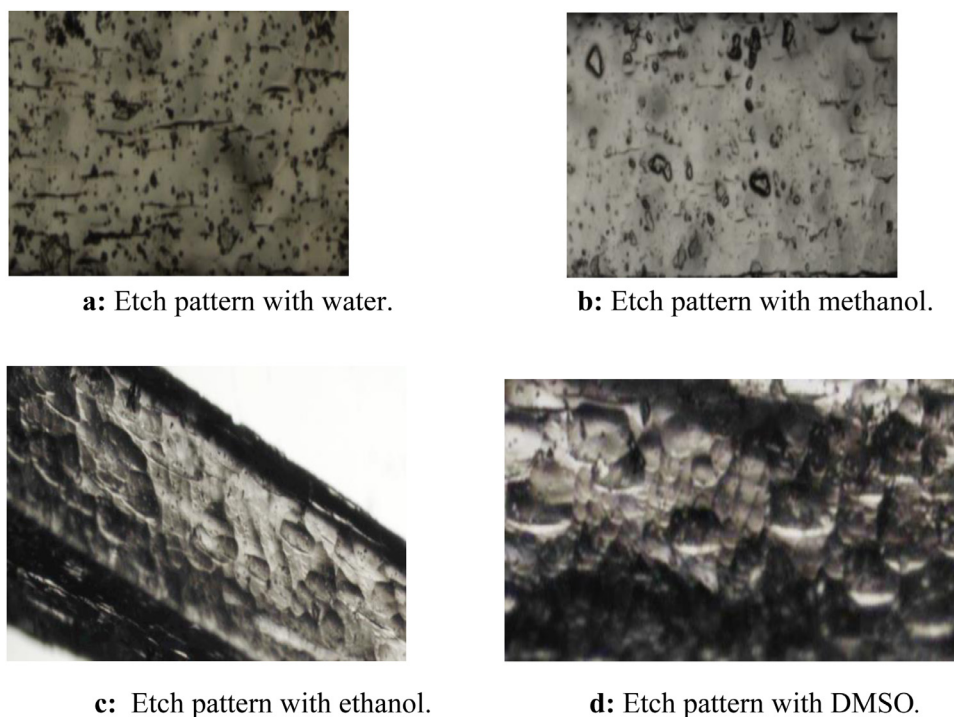 a: Etch pattern with water.
b: Etch pattern with methanol.
c: Etch pattern with ethanol.
d: Etch pattern with DMSO.